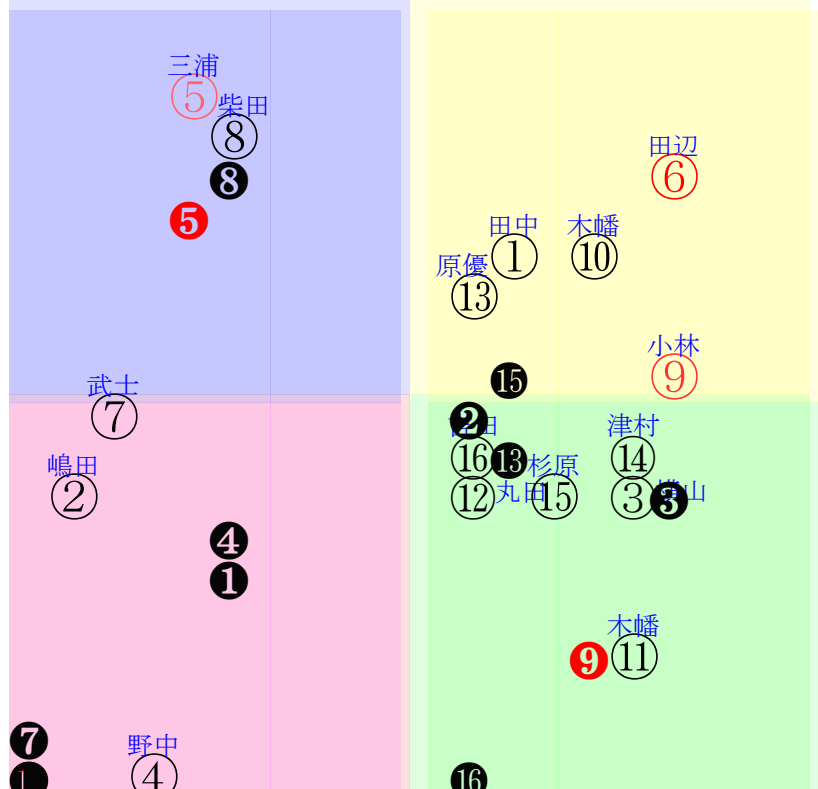 三浦
⑤
柴田
⑧
❽
田辺
⑥
❺
田中
①
木幡
⑩
原優
⑬
小林
⑨
⓯
武士
⑦
❷
田
津村
⑯
⓭
杉原
⑭
嶋田
②
⑫
丸田
⑮
③
❸
山
❹
❶
木幡
❾
⑪
❼
野中
④
⓰